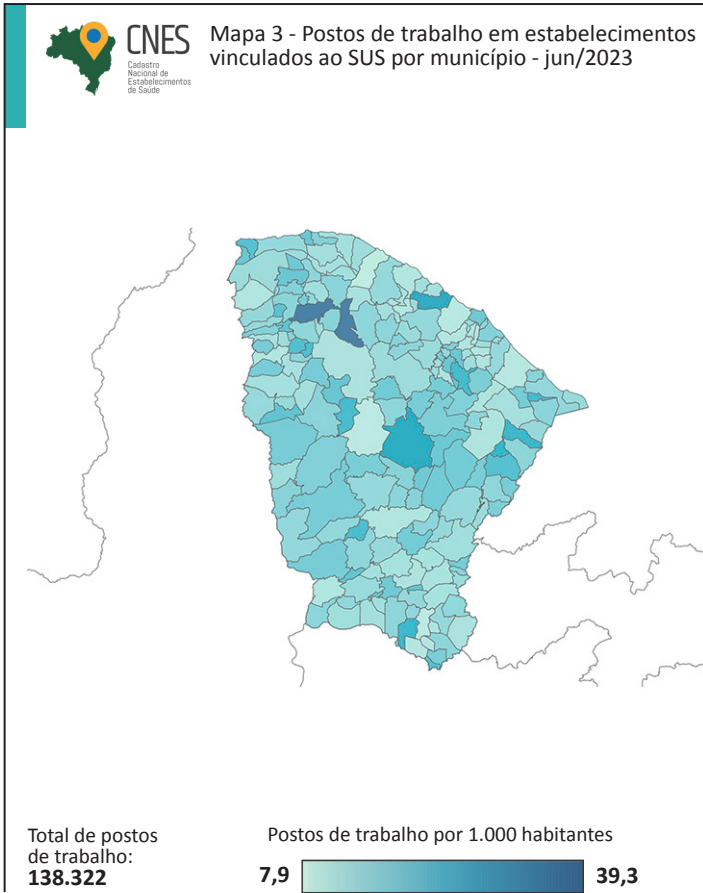 CNES
Cadastro
Nacional de
Estabelecimentos
de Saúde
Mapa 3 - Postos de trabalho em estabelecimentos
vinculados ao SUS por município - jun/2023
Total de postos
de trabalho:
138.322
Postos de trabalho por 1.000 habitantes
7,9
39,3